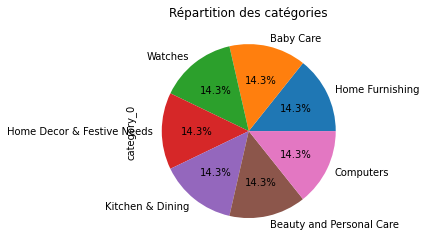 Répartition des catégories
Baby Care
Watches
14.3%
14.3%
Home Furnishing
14.3%
category_0
Home Decor & Festive Needs
14.3%
14.3%
Computers
14.3%
14.3%
Kitchen & Dining
Beauty and Personal Care